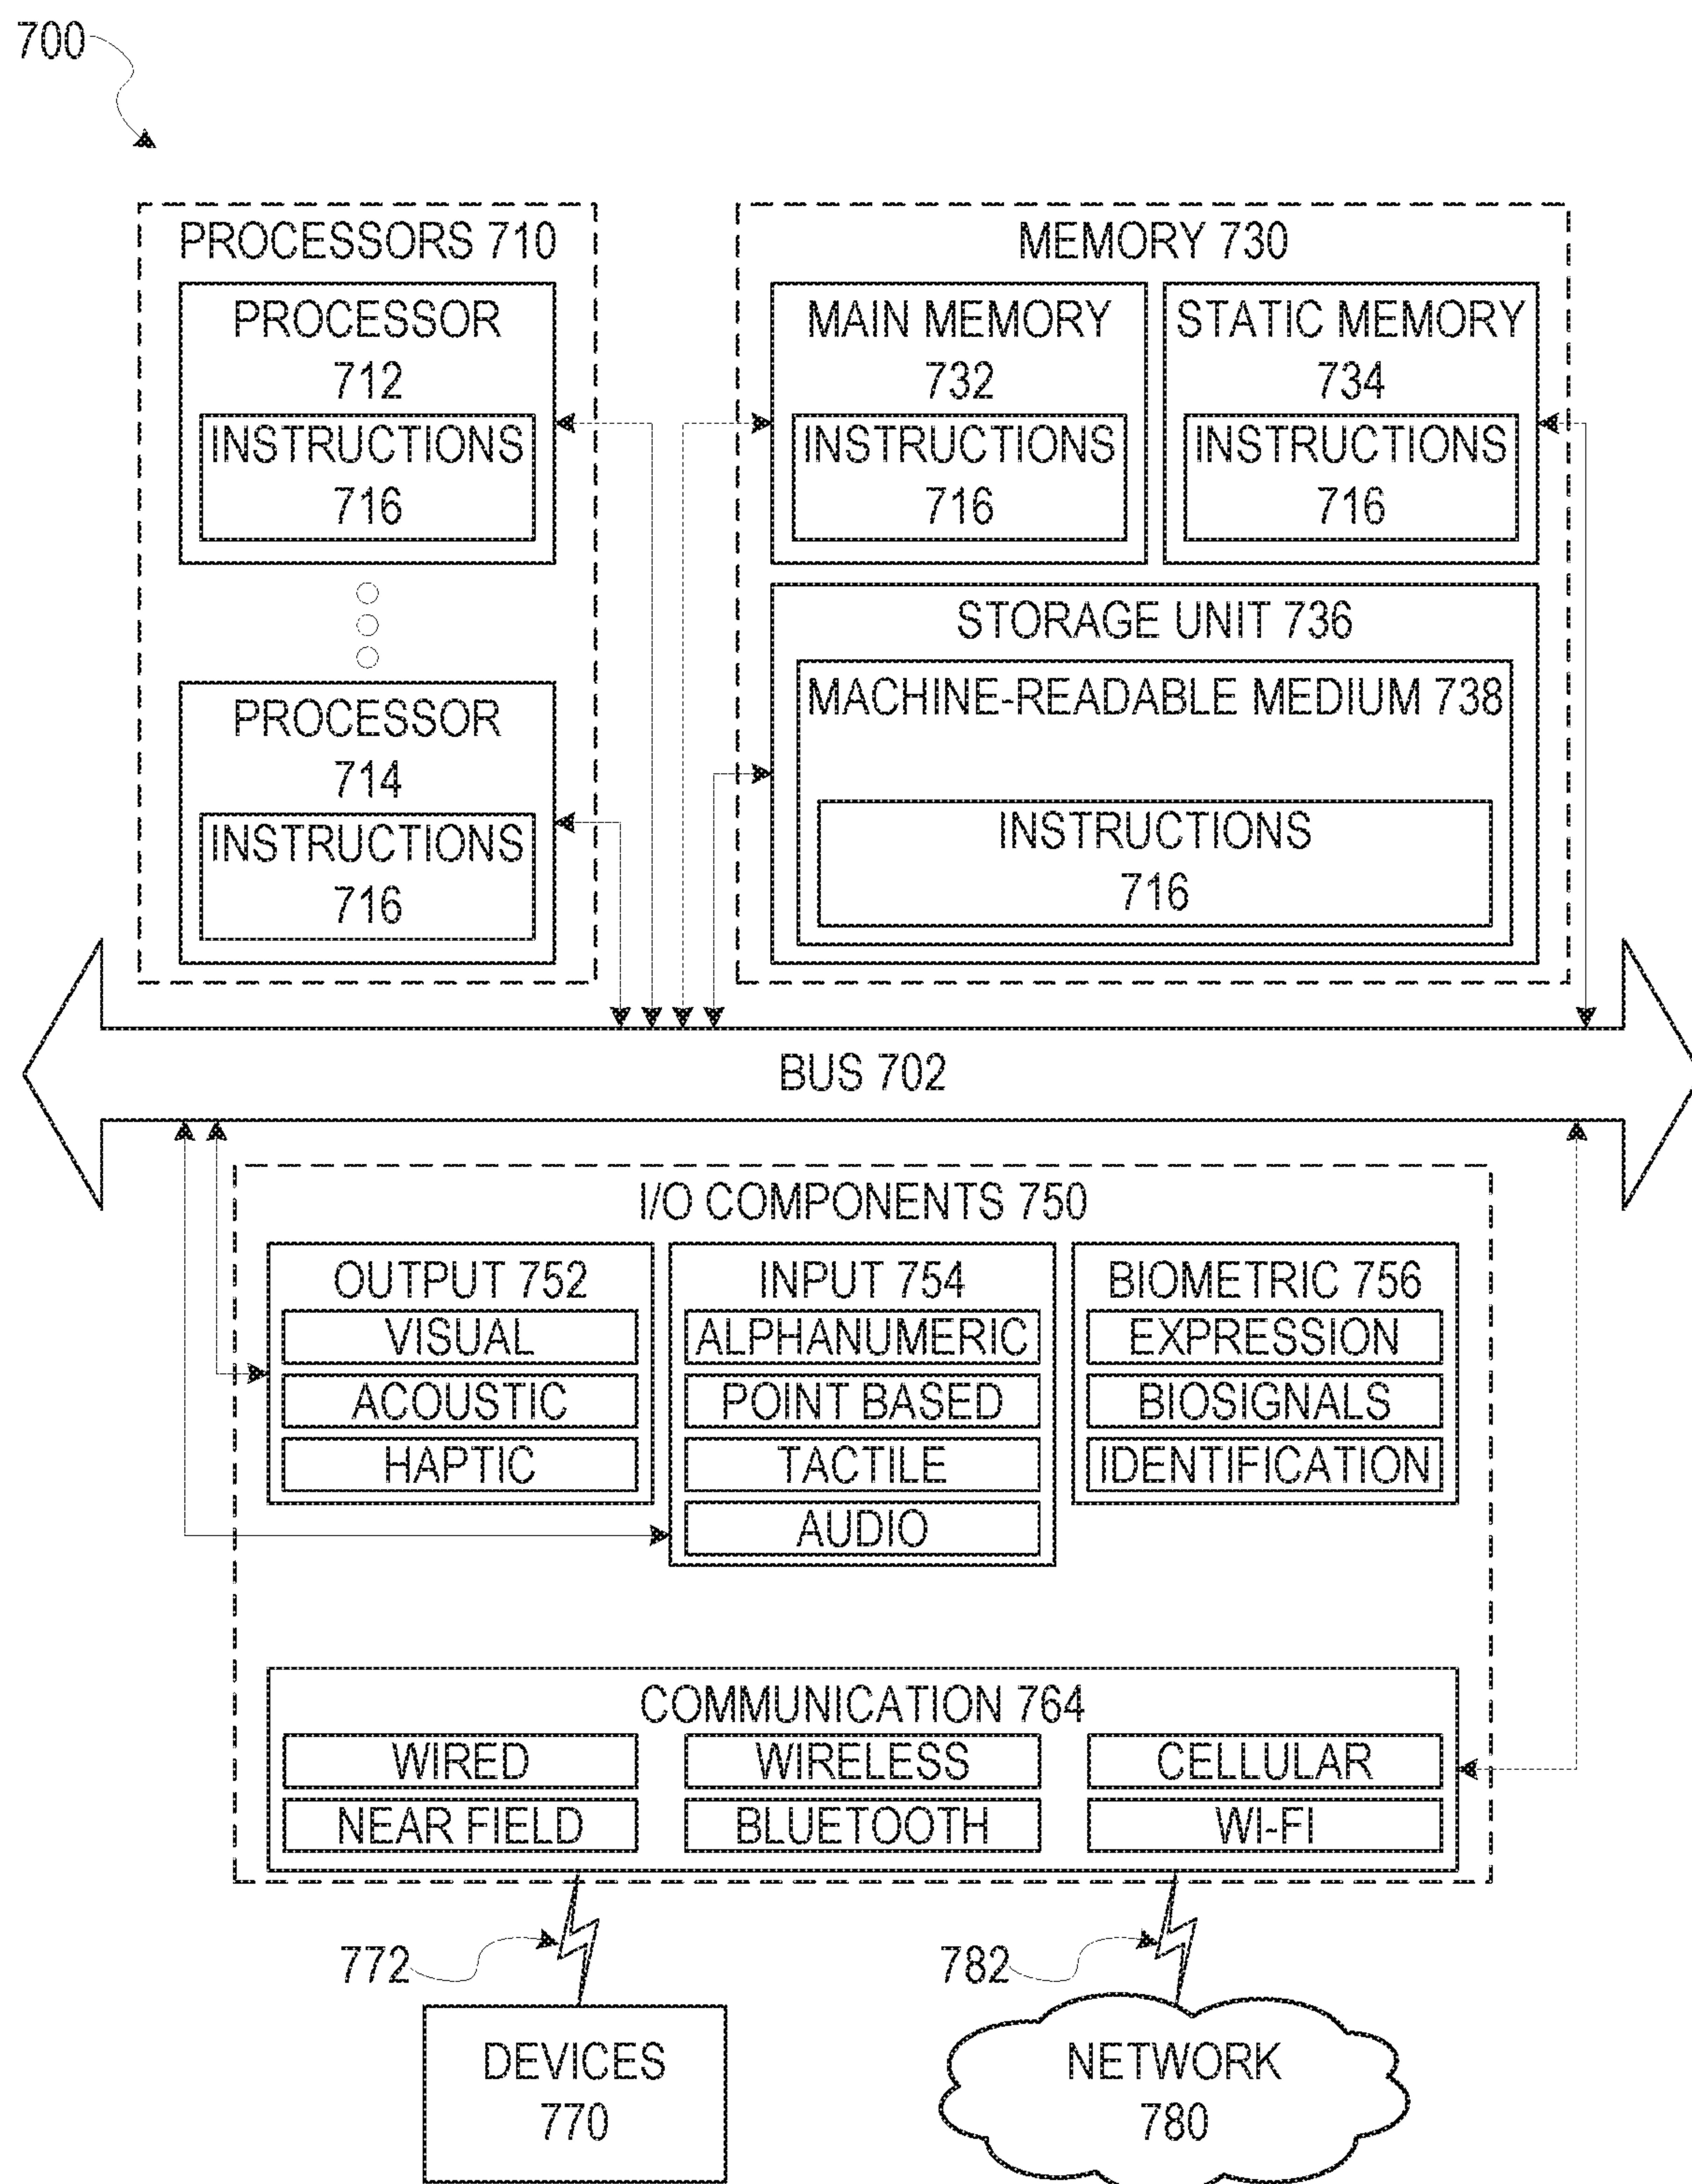 700
PROCESSORS 710
PROCESSOR
712
INSTRUCTIONS
716
PROCESSOR
714
INSTRUCTIONS
716
MEMORY 730
MAIN MEMORY
732
INSTRUCTIONS
716
STATIC MEMORY
734
INSTRUCTIONS
716
STORAGE UNIT 736
MACHINE-READABLE MEDIUM 738
INSTRUCTIONS
716
BUS 702
I/O COMPONENTS 750
OUTPUT 752
VISUAL
ACOUSTIC
HAPTIC
INPUT 754
ALPHANUMERIC
POINT BASED
TACTILE
AUDIO
BIOMETRIC 756
EXPRESSION
BIOSIGNALS
IDENTIFICATION
COMMUNICATION 764
WIRED
WIRELESS
CELLULAR
NEAR FIELD
BLUETOOTH
WI-FI
772
782
DEVICES
770
NETWORK
780